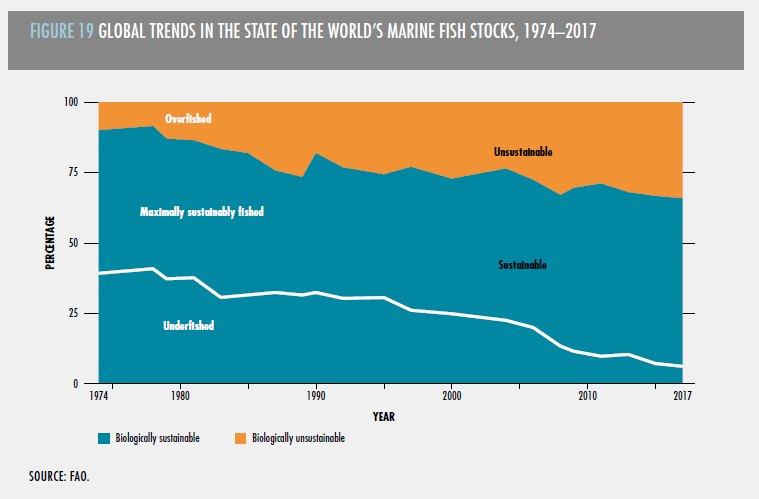 FIGURE 19 GLOBAL TRENDS IN THE STATE OF THE WORLD'S MARINE FISH STOCKS, 1974–2017
100
Overfished
Unsustainable
75
Maximally sustainably fished
PERCENTAGE
50
Sustainable
25
Underfished
0
1974 1980 1990 2000 2010 2017
YEAR
Biologically sustainable Biologically unsustainable
SOURCE: FAO.